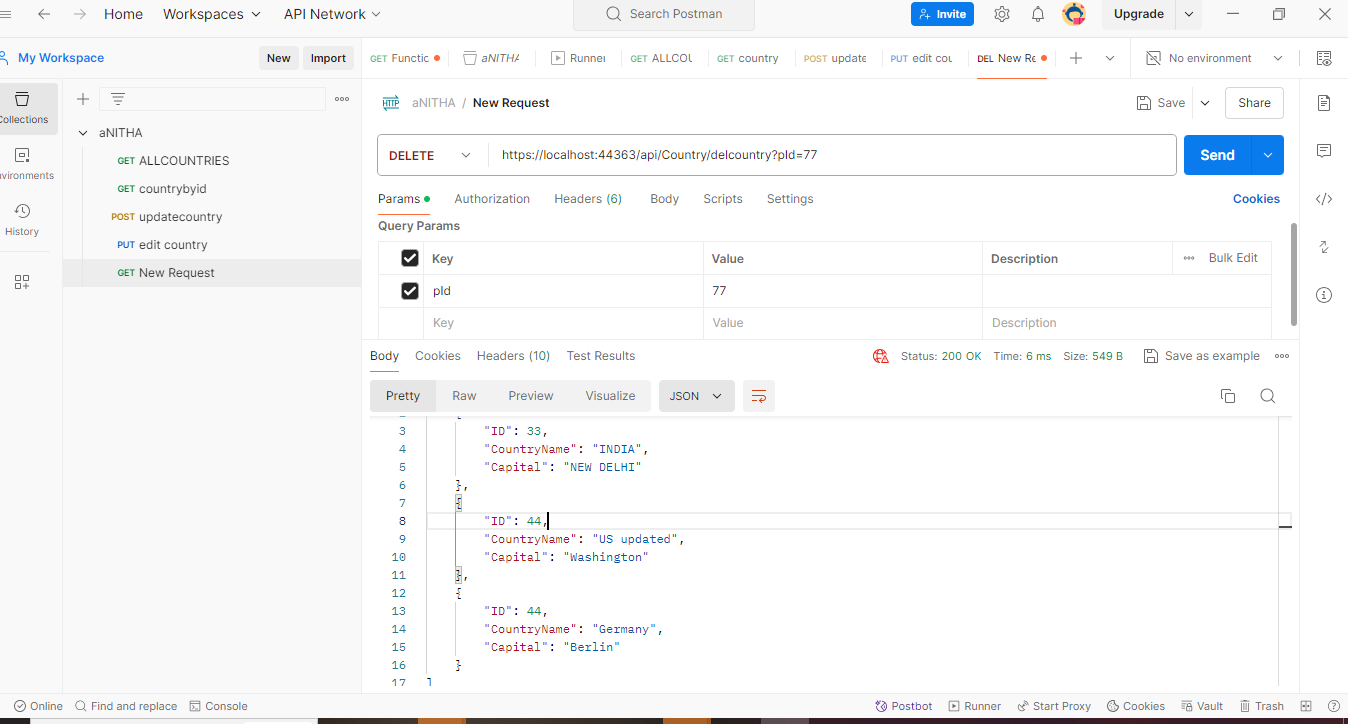 Home Workspaces API Network Search Postman Invite Upgrade
My Workspace New Import GET Functic aNITHA Runner GET ALLCOU GET country POST update PUT edit cou DEL New Re No environment
Collections
aNITHA / New Request Save Share
aNITHA
DELETE https://localhost:44363/api/Country/delcountry?pId=77 Send
GET ALLCOUNTRIES
GET countrybyid
POST updatecountry
PUT edit country
GET New Request
nvironments
History
Params Authorization Headers (6) Body Scripts Settings Cookies
Query Params
Key Value Description Bulk Edit
pId 77
Key Value Description
Body Cookies Headers (10) Test Results Status: 200 OK Time: 6 ms Size: 549 B Save as example
Pretty Raw Preview Visualize JSON
2 {
3 "ID": 33,
4 "CountryName": "INDIA",
5 "Capital": "NEW DELHI"
6 },
7 {
8 "ID": 44,
9 "CountryName": "US updated",
10 "Capital": "Washington"
11 },
12 {
13 "ID": 44,
14 "CountryName": "Germany",
15 "Capital": "Berlin"
16 }
17 ]
Online Find and replace Console Postbot Runner Start Proxy Cookies Vault Trash